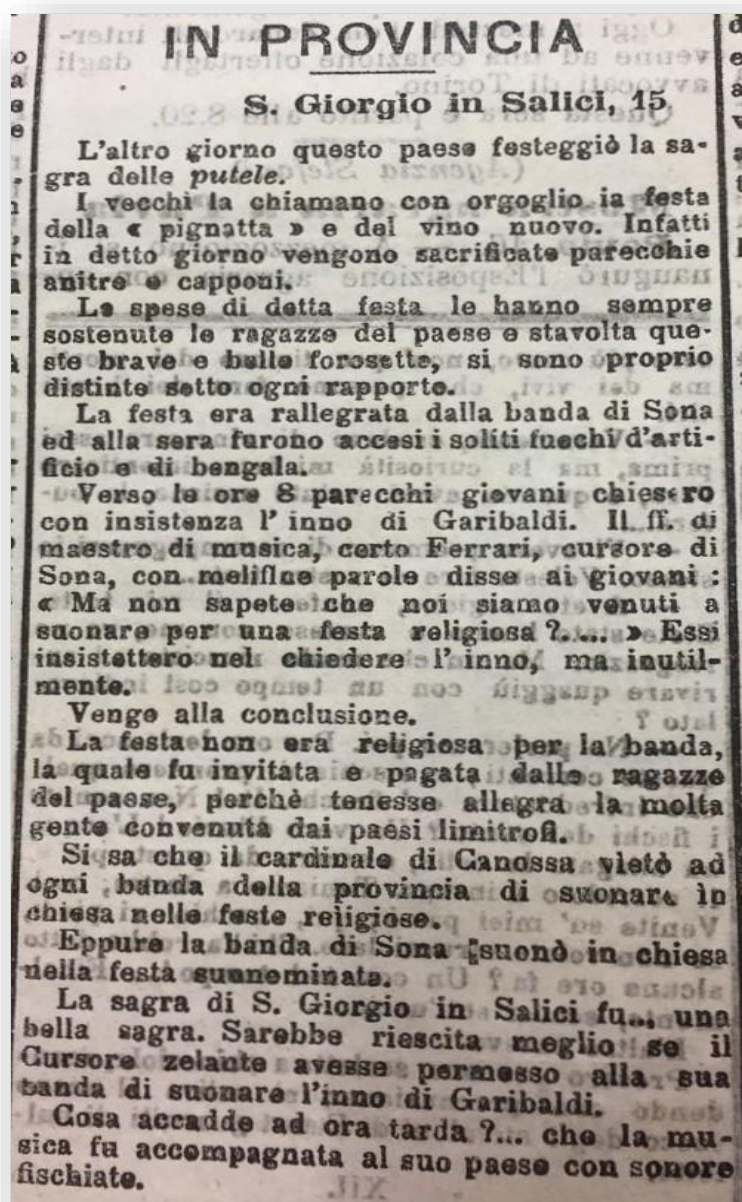 IN PROVINCIA
S. Giorgio in Salici, 15
L'altro giorno questo paese festeggiò la sa-
gra delle putele.
I vecchi la chiamano con orgoglio ia festa
della « pignatta » e del vino nuovo. Infatti
in detto giorno vengono sacrificate parecchie
anitre e capponi.
Le spese di detta festa le hanno sempre
sostenute le ragazze del paese e stavolta que-
ste brave e belle forosette, si sono proprio
distinte sotto ogni rapporto.
La festa era rallegrata dalla banda di Sona
ed alla sera furono accesi i soliti fuochi d'arti-
ficio e di bengala.
Verso le ore 8 parecchi giovani chiesero
con insistenza l'inno di Garibaldi. Il ff. di
maestro di musica, certo Ferrari, cursore di
Sona, con meliflue parole disse ai giovani :
« Ma non sapete che noi siamo venuti a
suonare per una festa religiosa ?..... » Essi
insistettero nel chiedere l'inno, ma inutil-
mente.
Vengo alla conclusione.
La festa non era religiosa per la banda,
la quale fu invitata e pagata dalle ragazze
del paese, perchè tenesse allegra la molta
gente convenuta dai paesi limitrofi.
Si sa che il cardinale di Canossa vietò ad
ogni banda della provincia di suonare in
chiesa nelle feste religiose.
Eppure la banda di Sona suonò in chiesa
nella festa sunnominata.
La sagra di S. Giorgio in Salici fu... una
bella sagra. Sarebbe riescita meglio se il
Cursore zelante avesse permesso alla sua
banda di suonare l'inno di Garibaldi.
Cosa accadde ad ora tarda ?... che la mu-
sica fu accompagnata al suo paese con sonore
fischiate.